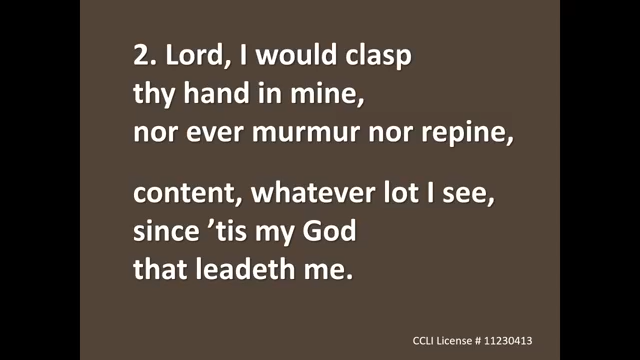 2. Lord, I would clasp
thy hand in mine,
nor ever murmur nor repine,
content, whatever lot I see,
since ’tis my God
that leadeth me.
CCLI License # 11230413